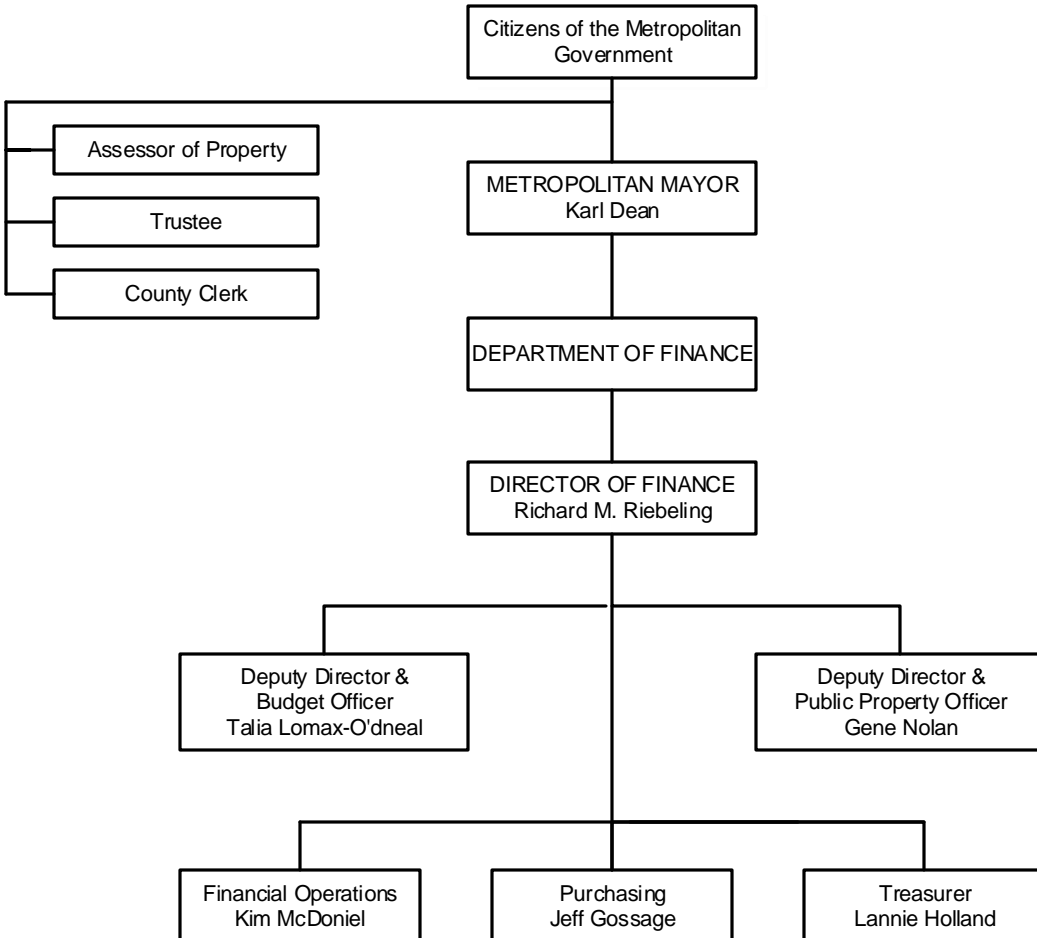 Citizens of the Metropolitan
Government
Assessor of Property
Trustee
County Clerk
METROPOLITAN MAYOR
Karl Dean
DEPARTMENT OF FINANCE
DIRECTOR OF FINANCE
Richard M. Riebeling
Deputy Director &
Budget Officer
Talia Lomax-O'dneal
Deputy Director &
Public Property Officer
Gene Nolan
Financial Operations
Kim McDoniel
Purchasing
Jeff Gossage
Treasurer
Lannie Holland